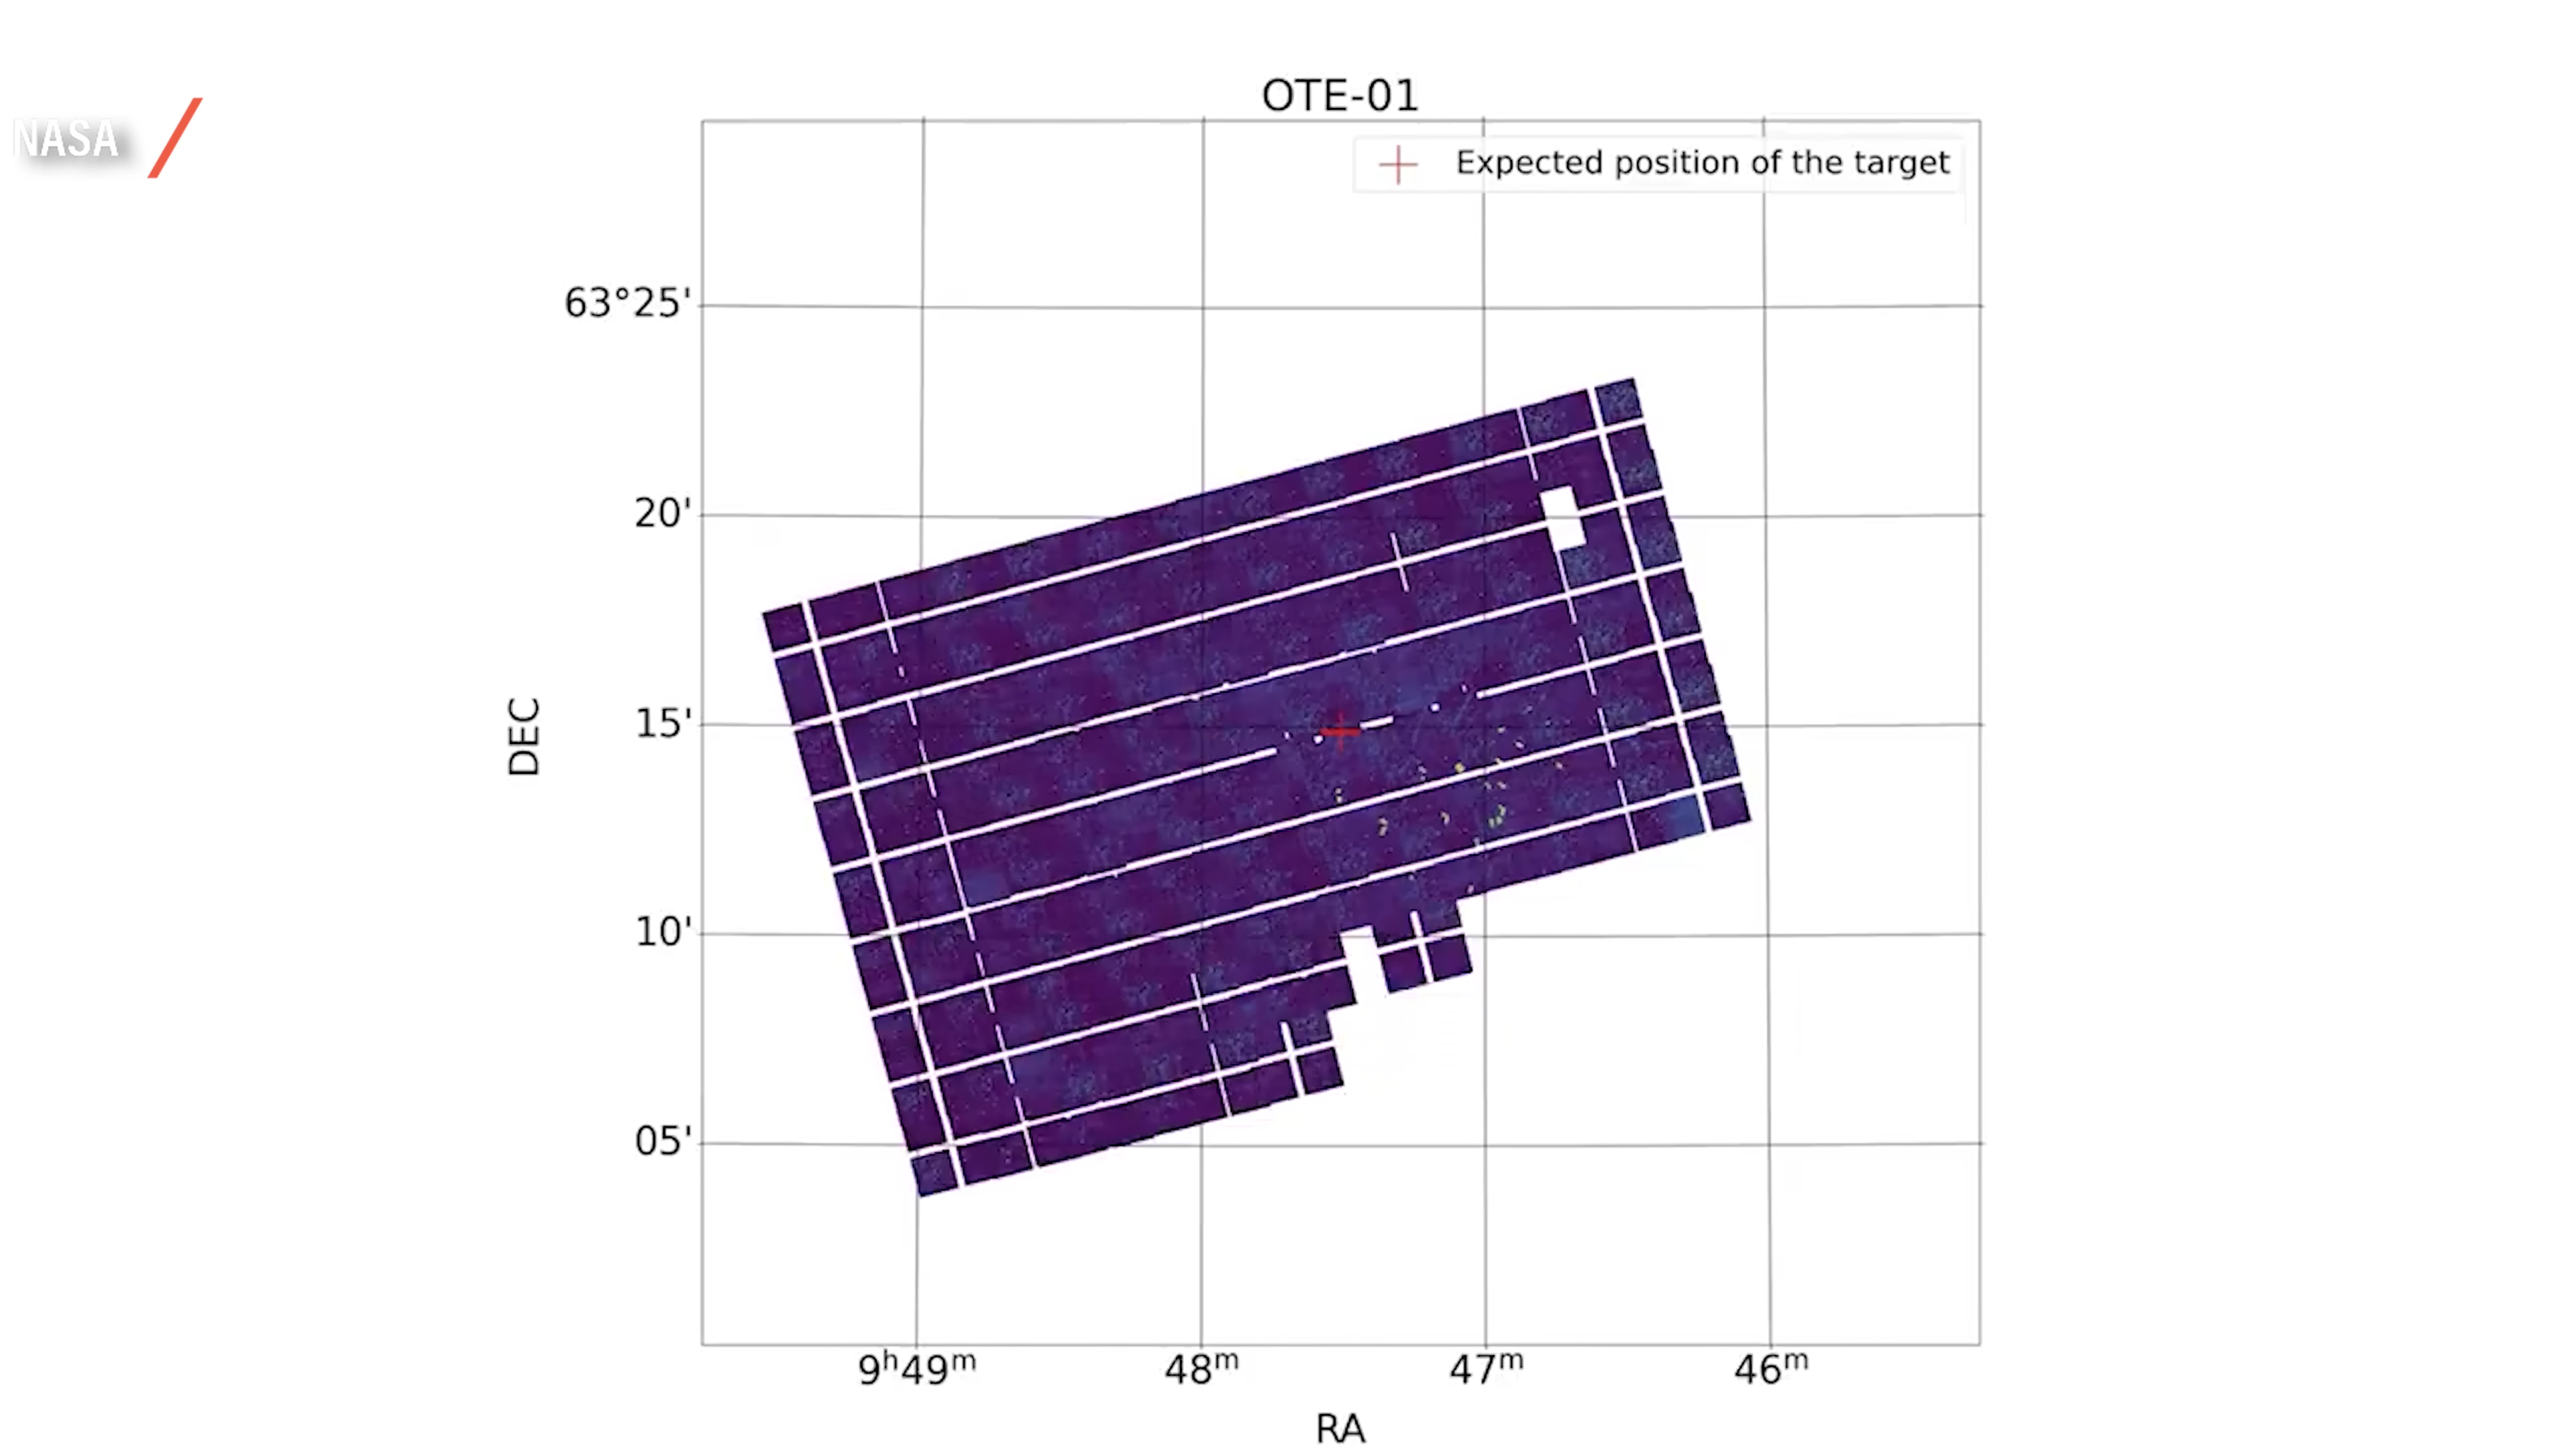 NASA
OTE-01
Expected position of the target
63°25'
20'
15'
10'
05'
DEC
9ʰ49ᵐ 48ᵐ 47ᵐ 46ᵐ
RA